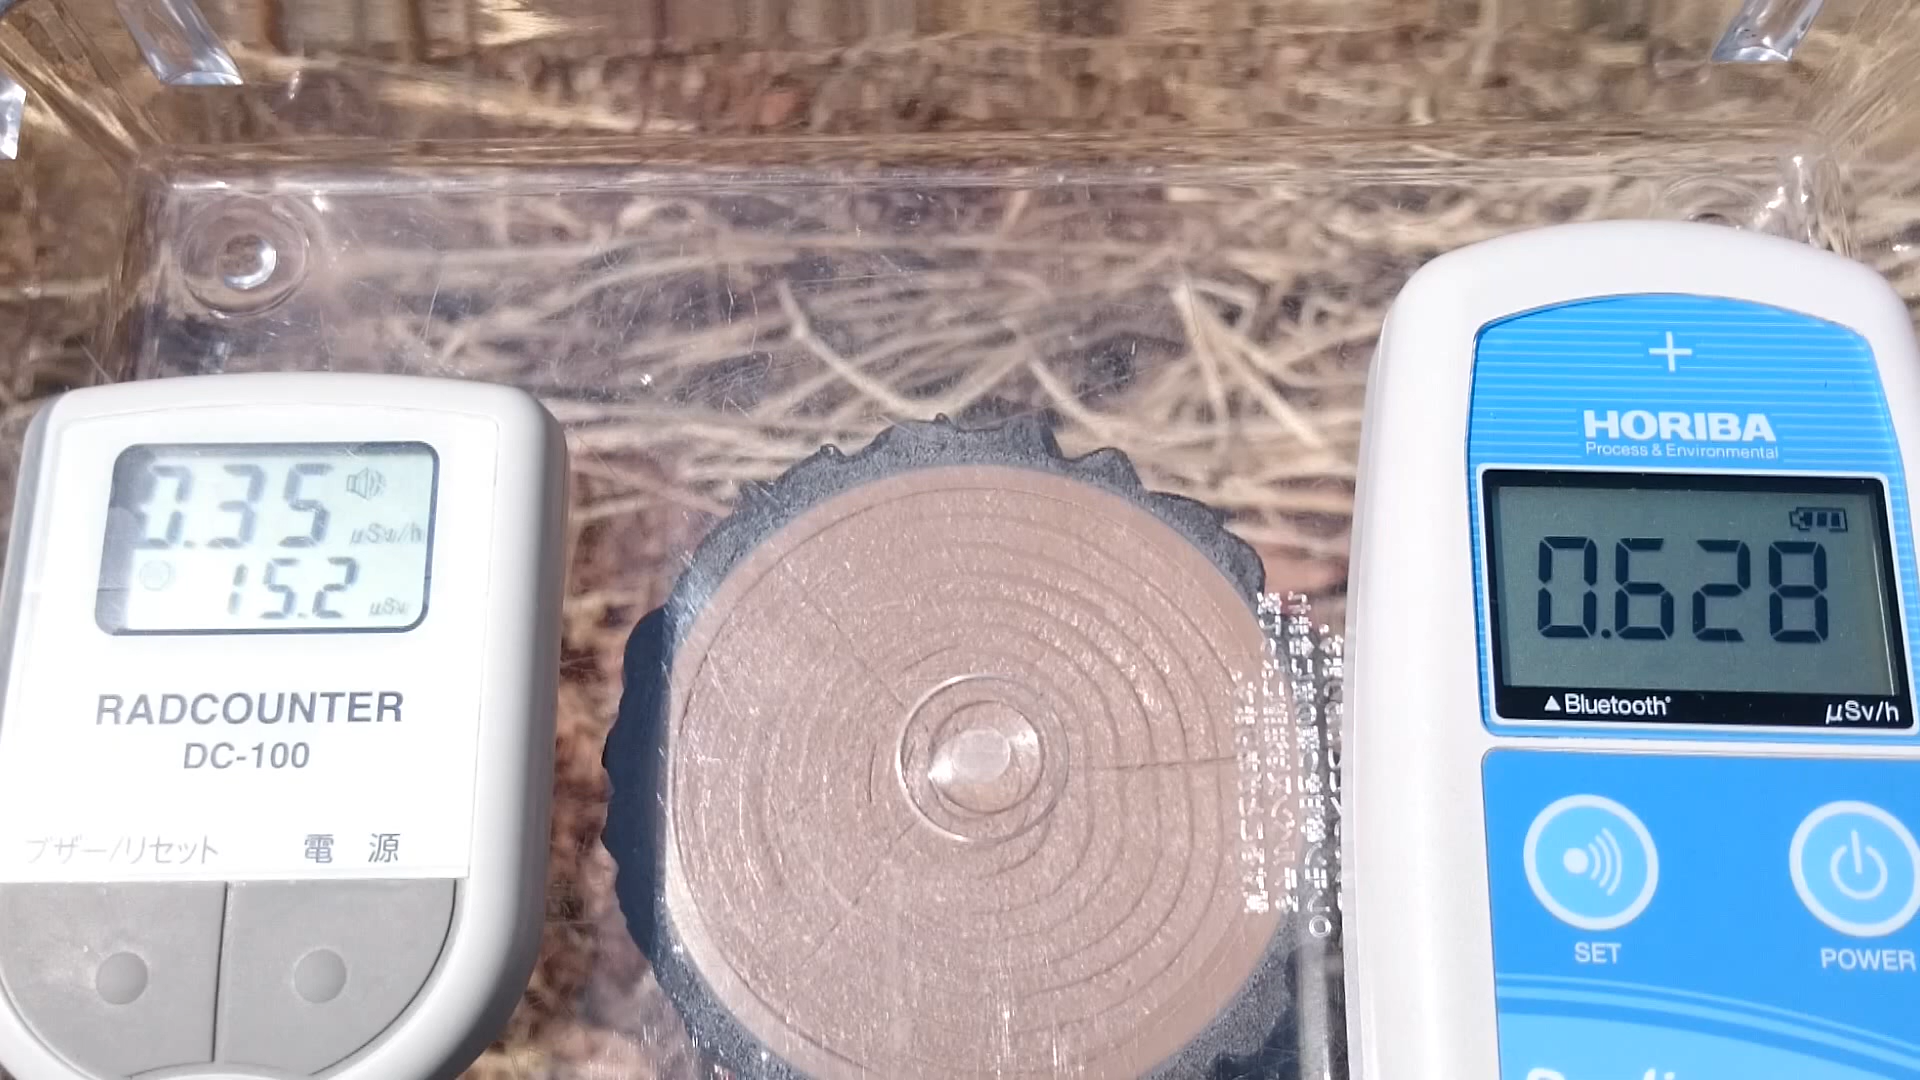 0.35
μSv/h
15.2 μSv
RADCOUNTER
DC-100
ブザー/リセット 電源
HORIBA
Process & Environmental
0.628
▲Bluetooth® μSv/h
SET POWER